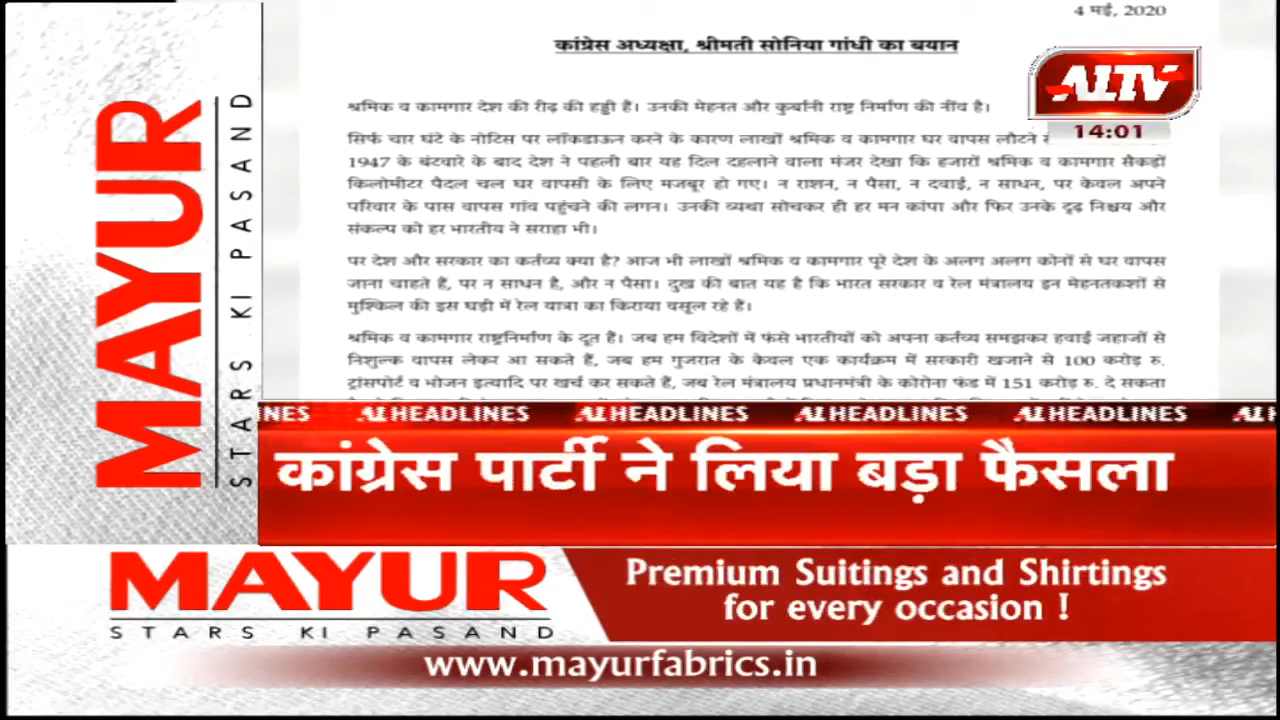 4 मई, 2020
कांग्रेस अध्यक्षा, श्रीमती सोनिया गांधी का बयान
श्रमिक व कामगार देश की रीढ़ की हड्डी हैं। उनकी मेहनत और कुर्बानी राष्ट्र निर्माण की नींव है।
सिर्फ चार घंटे के नोटिस पर लॉकडाऊन करने के कारण लाखों श्रमिक व कामगार घर वापस लौटने
1947 के बंटवारे के बाद देश ने पहली बार यह दिल दहलाने वाला मंजर देखा कि हजारों श्रमिक व कामगार सैकड़ों
किलोमीटर पैदल चल घर वापसी के लिए मजबूर हो गए। न राशन, न पैसा, न दवाई, न साधन, पर केवल अपने
परिवार के पास वापस गांव पहुंचने की लगन। उनकी व्यथा सोचकर ही हर मन कांपा और फिर उनके दृढ़ निश्चय और
संकल्प को हर भारतीय ने सराहा भी।
पर देश और सरकार का कर्तव्य क्या है? आज भी लाखों श्रमिक व कामगार पूरे देश के अलग अलग कोनों से घर वापस
जाना चाहते हैं, पर न साधन है, और न पैसा। दुख की बात यह है कि भारत सरकार व रेल मंत्रालय इन मेहनतकशों से
मुश्किल की इस घड़ी में रेल यात्रा का किराया वसूल रहे हैं।
श्रमिक व कामगार राष्ट्रनिर्माण के दूत हैं। जब हम विदेशों में फंसे भारतीयों को अपना कर्तव्य समझकर हवाई जहाजों से
निशुल्क वापस लेकर आ सकते हैं, जब हम गुजरात के केवल एक कार्यक्रम में सरकारी खजाने से 100 करोड़ रु.
ट्रांसपोर्ट व भोजन इत्यादि पर खर्च कर सकते हैं, जब रेल मंत्रालय प्रधानमंत्री के कोरोना फंड में 151 करोड़ रु. दे सकता
A1TV
14:01
MAYUR
STARS KI PASAND
INES A1 HEADLINES A1 HEADLINES A1 HEADLINES A1 HEADLINES A1 H
कांग्रेस पार्टी ने लिया बड़ा फैसला
MAYUR
STARS KI PASAND
Premium Suitings and Shirtings
for every occasion !
www.mayurfabrics.in